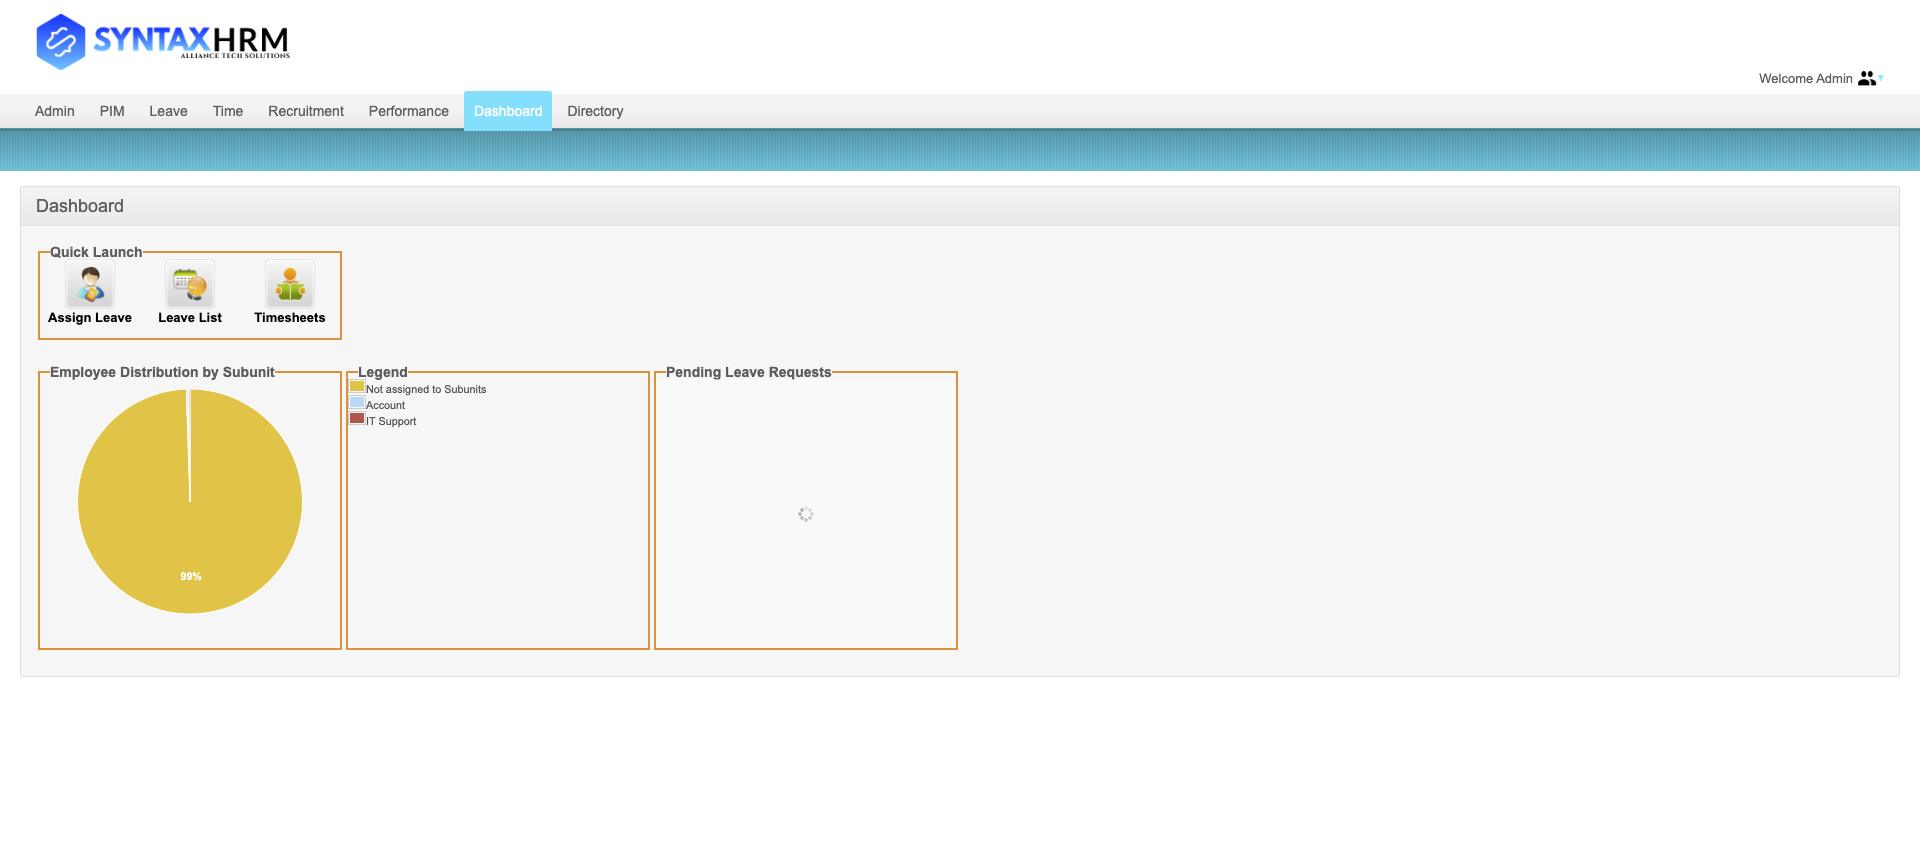 SYNTAXHRM
ALLIANCE TECH SOLUTIONS
Welcome Admin
Admin PIM Leave Time Recruitment Performance Dashboard Directory
Dashboard
Quick Launch
Assign Leave Leave List Timesheets
Employee Distribution by Subunit
99%
Legend
Not assigned to Subunits
Account
IT Support
Pending Leave Requests